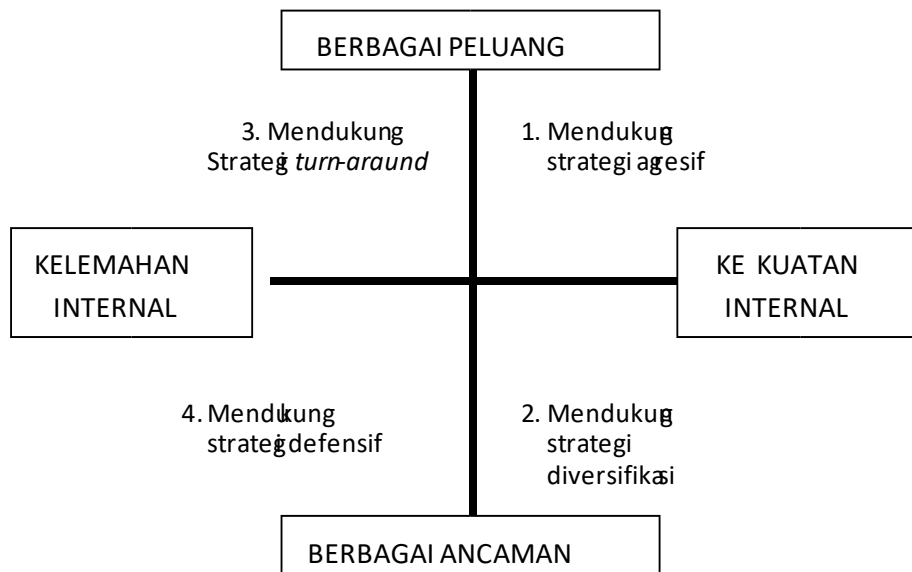 BERBAGAI PELUANG
3. Mendukung
Strategi turn-araund
1. Mendukung
strategi agresif
KELEMAHAN
INTERNAL
KE KUATAN
INTERNAL
4. Mendukung
strategi defensif
2. Mendukung
strategi
diversifikasi
BERBAGAI ANCAMAN